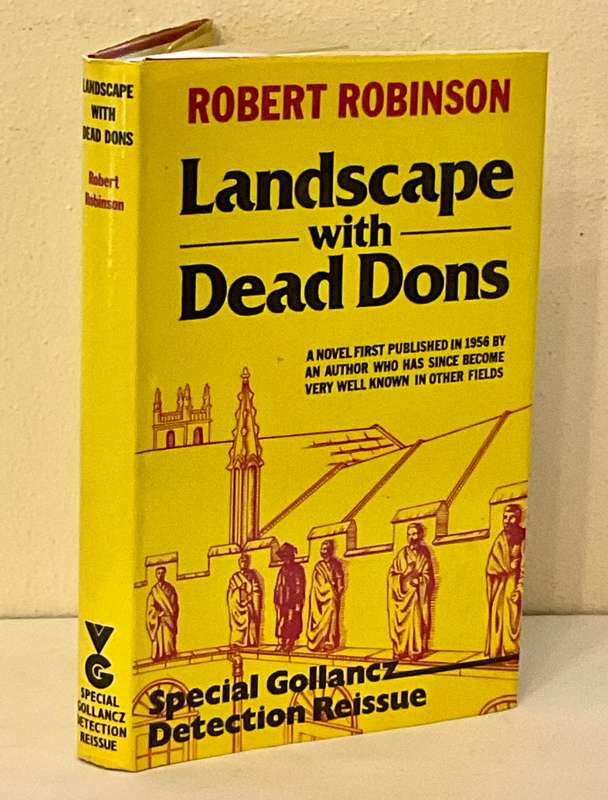 LANDSCAPE
WITH
DEAD DONS
Robert
Robinson
VG
SPECIAL
GOLLANCZ
DETECTION
REISSUE
ROBERT ROBINSON
Landscape
with
Dead Dons
A NOVEL FIRST PUBLISHED IN 1956 BY
AN AUTHOR WHO HAS SINCE BECOME
VERY WELL KNOWN IN OTHER FIELDS
Special Gollancz
Detection Reissue